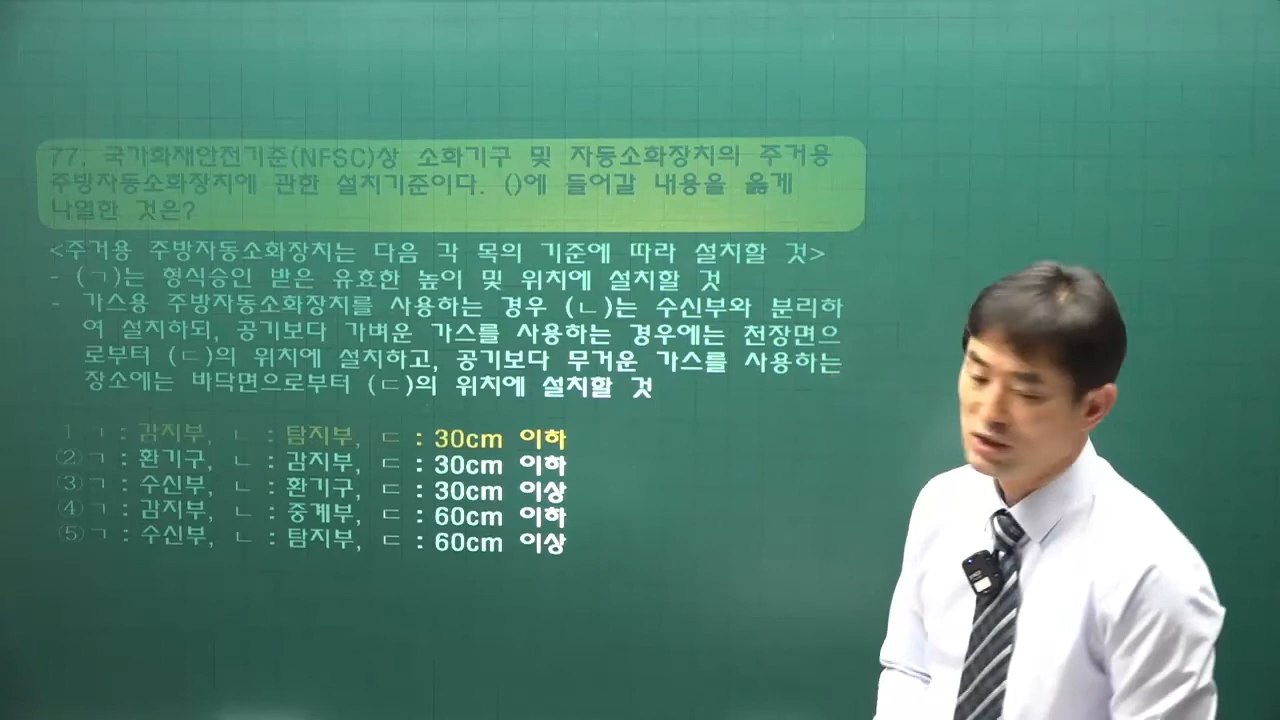 77. 국가화재안전기준(NFSC)상 소화기구 및 자동소화장치의 주거용
주방자동소화장치에 관한 설치기준이다. ()에 들어갈 내용을 옳게
나열한 것은?
<주거용 주방자동소화장치는 다음 각 목의 기준에 따라 설치할 것>
- (ㄱ)는 형식승인 받은 유효한 높이 및 위치에 설치할 것
- 가스용 주방자동소화장치를 사용하는 경우 (ㄴ)는 수신부와 분리하
여 설치하되, 공기보다 가벼운 가스를 사용하는 경우에는 천장면으
로부터 (ㄷ)의 위치에 설치하고, 공기보다 무거운 가스를 사용하는
장소에는 바닥면으로부터 (ㄷ)의 위치에 설치할 것
1 ㄱ : 감지부, ㄴ : 탐지부, ㄷ : 30cm 이하
② ㄱ : 환기구, ㄴ : 감지부, ㄷ : 30cm 이하
③ ㄱ : 수신부, ㄴ : 환기구, ㄷ : 30cm 이상
④ ㄱ : 감지부, ㄴ : 중계부, ㄷ : 60cm 이하
⑤ ㄱ : 수신부, ㄴ : 탐지부, ㄷ : 60cm 이상